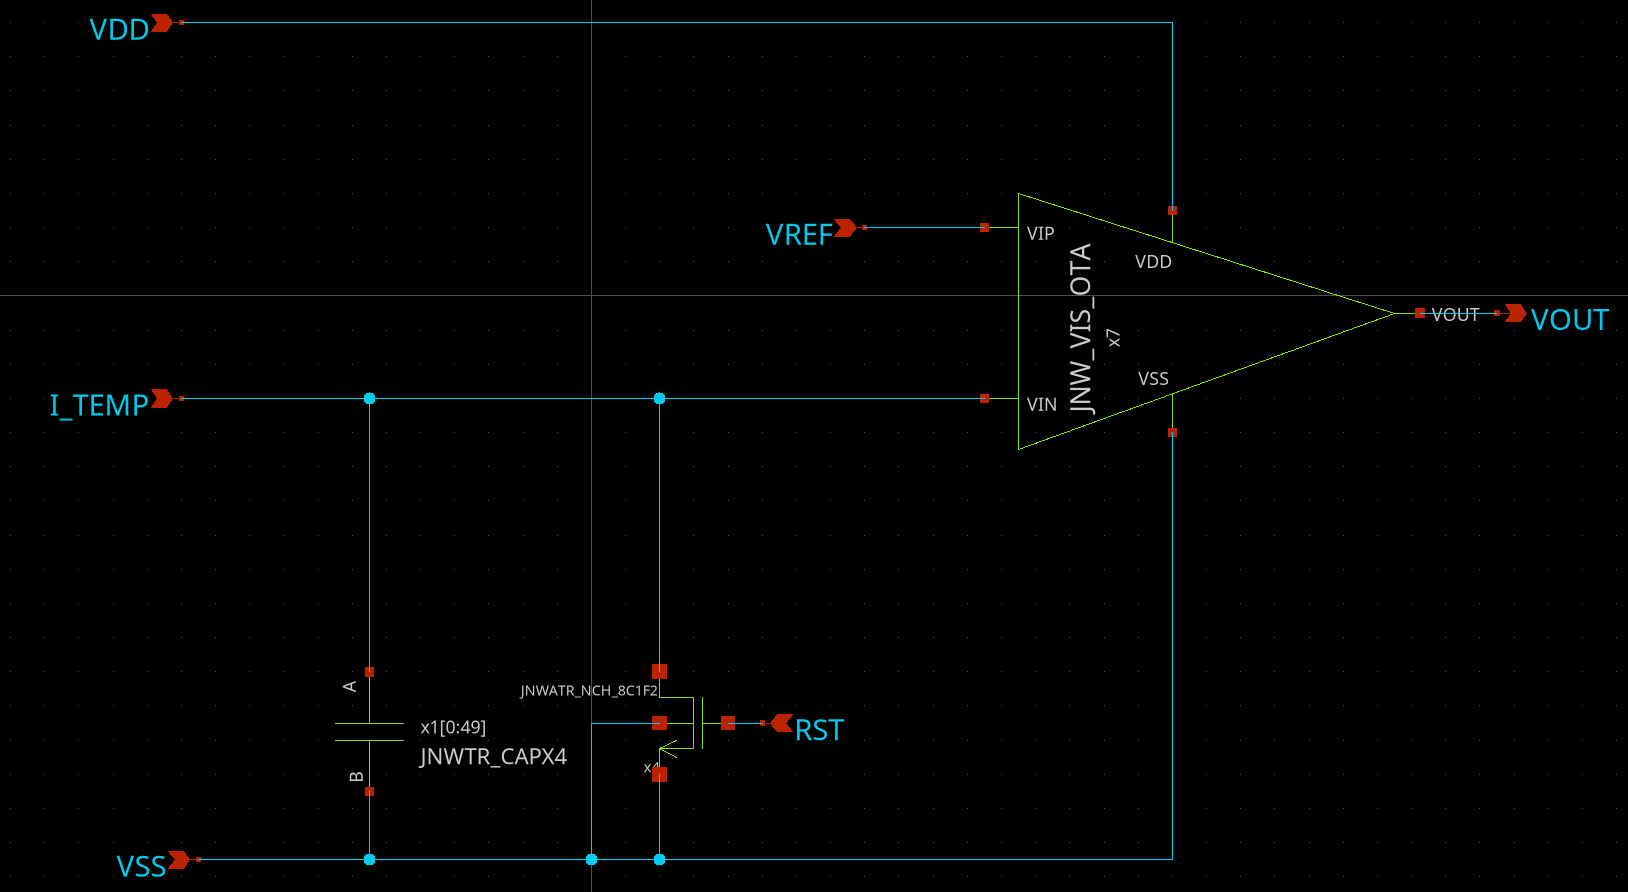 VDD
VREF
VIP
VDD
JNW_VIS_OTA
x7
VOUT
VOUT
I_TEMP
VIN
VSS
A
JNWATR_NCH_8C1F2
x1[0:49]
JNWTR_CAPX4
RST
x4
B
VSS